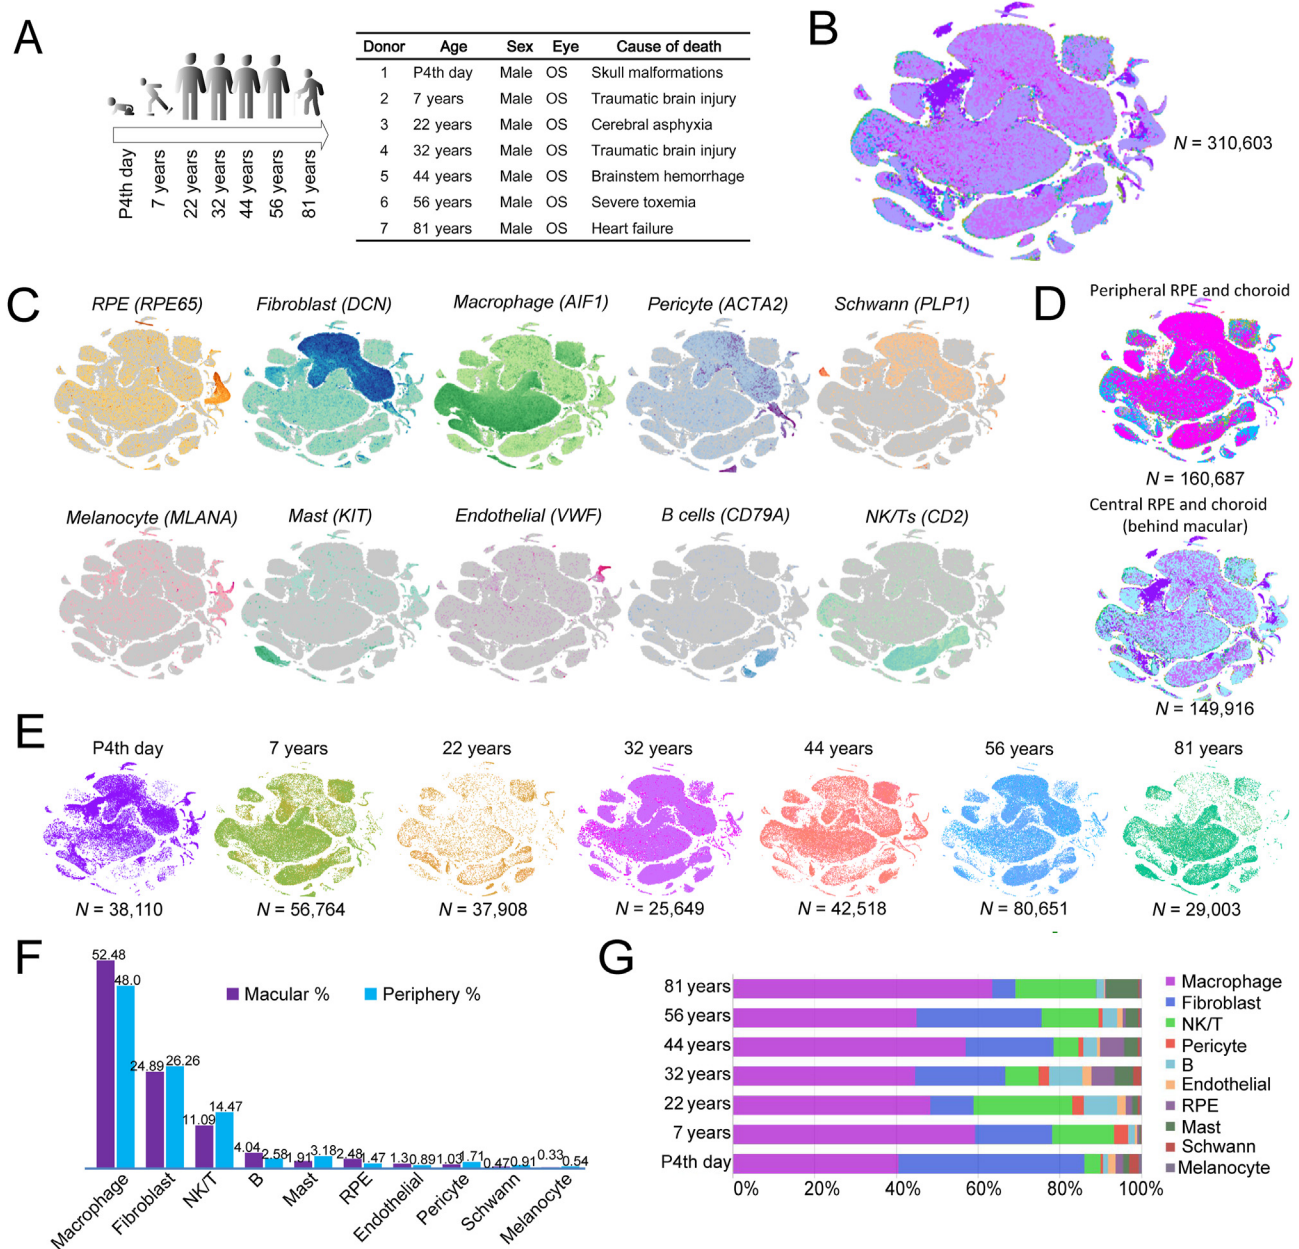 A
P4th day
7 years
22 years
32 years
44 years
56 years
81 years
Donor Age Sex Eye Cause of death
1 P4th day Male OS Skull malformations
2 7 years Male OS Traumatic brain injury
3 22 years Male OS Cerebral asphyxia
4 32 years Male OS Traumatic brain injury
5 44 years Male OS Brainstem hemorrhage
6 56 years Male OS Severe toxemia
7 81 years Male OS Heart failure
B
N = 310,603
C
RPE (RPE65)
Fibroblast (DCN)
Macrophage (AIF1)
Pericyte (ACTA2)
Schwann (PLP1)
Melanocyte (MLANA)
Mast (KIT)
Endothelial (VWF)
B cells (CD79A)
NK/Ts (CD2)
D
Peripheral RPE and choroid
N = 160,687
Central RPE and choroid
(behind macular)
N = 149,916
E
P4th day
7 years
22 years
32 years
44 years
56 years
81 years
N = 38,110
N = 56,764
N = 37,908
N = 25,649
N = 42,518
N = 80,651
N = 29,003
F
Macular %
Periphery %
52.48
48.0
24.89
26.26
11.09
14.47
4.04
2.58
1.91
3.18
2.48
1.47
1.30
0.89
1.03
1.71
0.47
0.91
0.33
0.54
Macrophage
Fibroblast
NK/T
B
Mast
RPE
Endothelial
Pericyte
Schwann
Melanocyte
G
81 years
56 years
44 years
32 years
22 years
7 years
P4th day
0% 20% 40% 60% 80% 100%
Macrophage
Fibroblast
NK/T
Pericyte
B
Endothelial
RPE
Mast
Schwann
Melanocyte